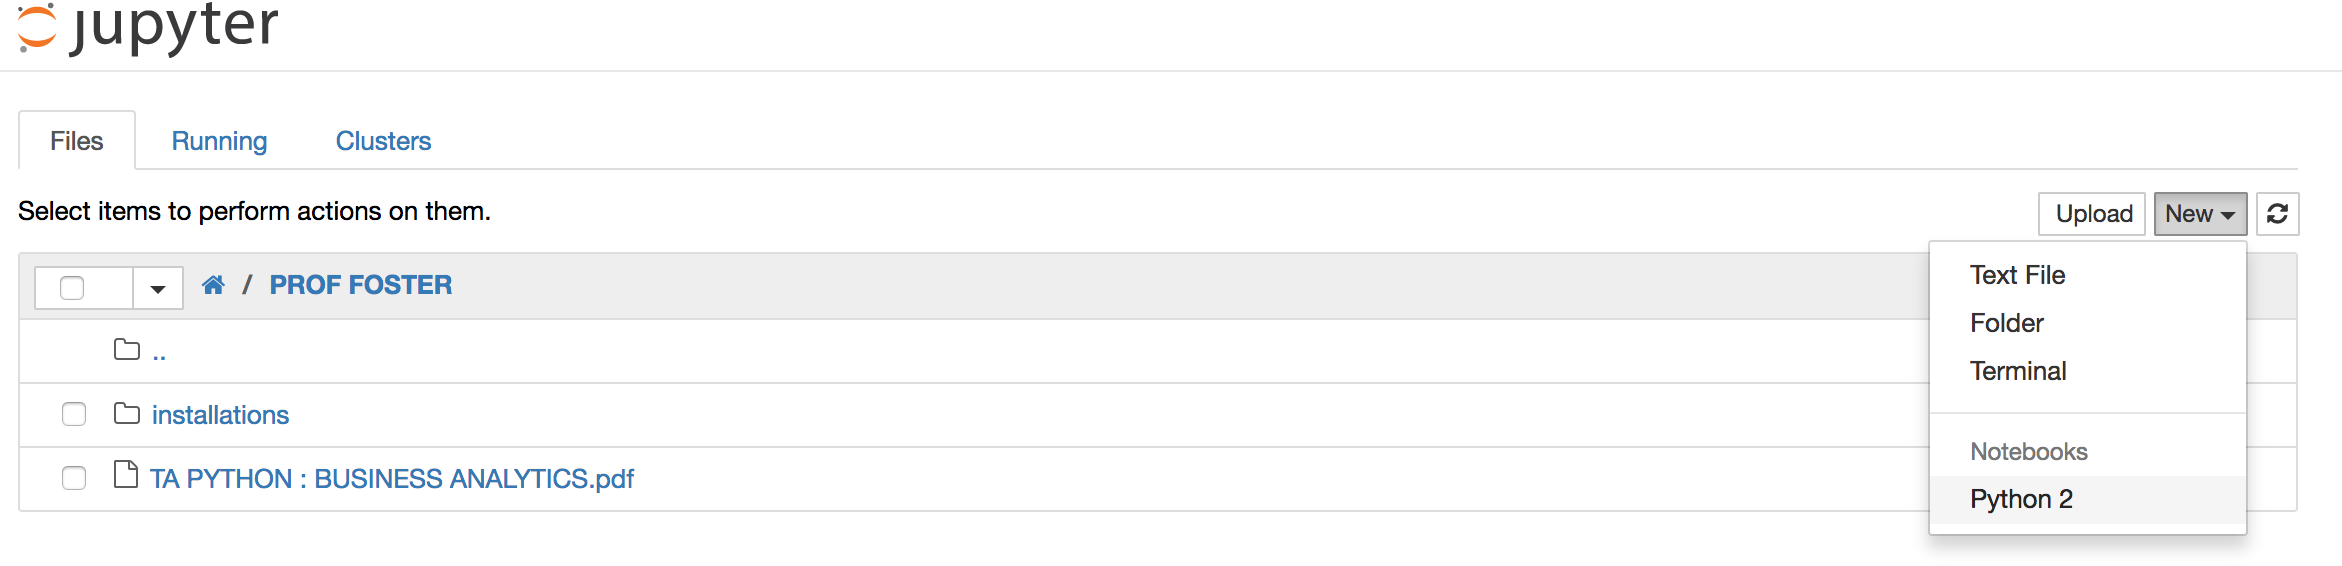 jupyter
Files Running Clusters
Select items to perform actions on them.
Upload New
/ PROF FOSTER
..
installations
TA PYTHON : BUSINESS ANALYTICS.pdf
Text File
Folder
Terminal
Notebooks
Python 2